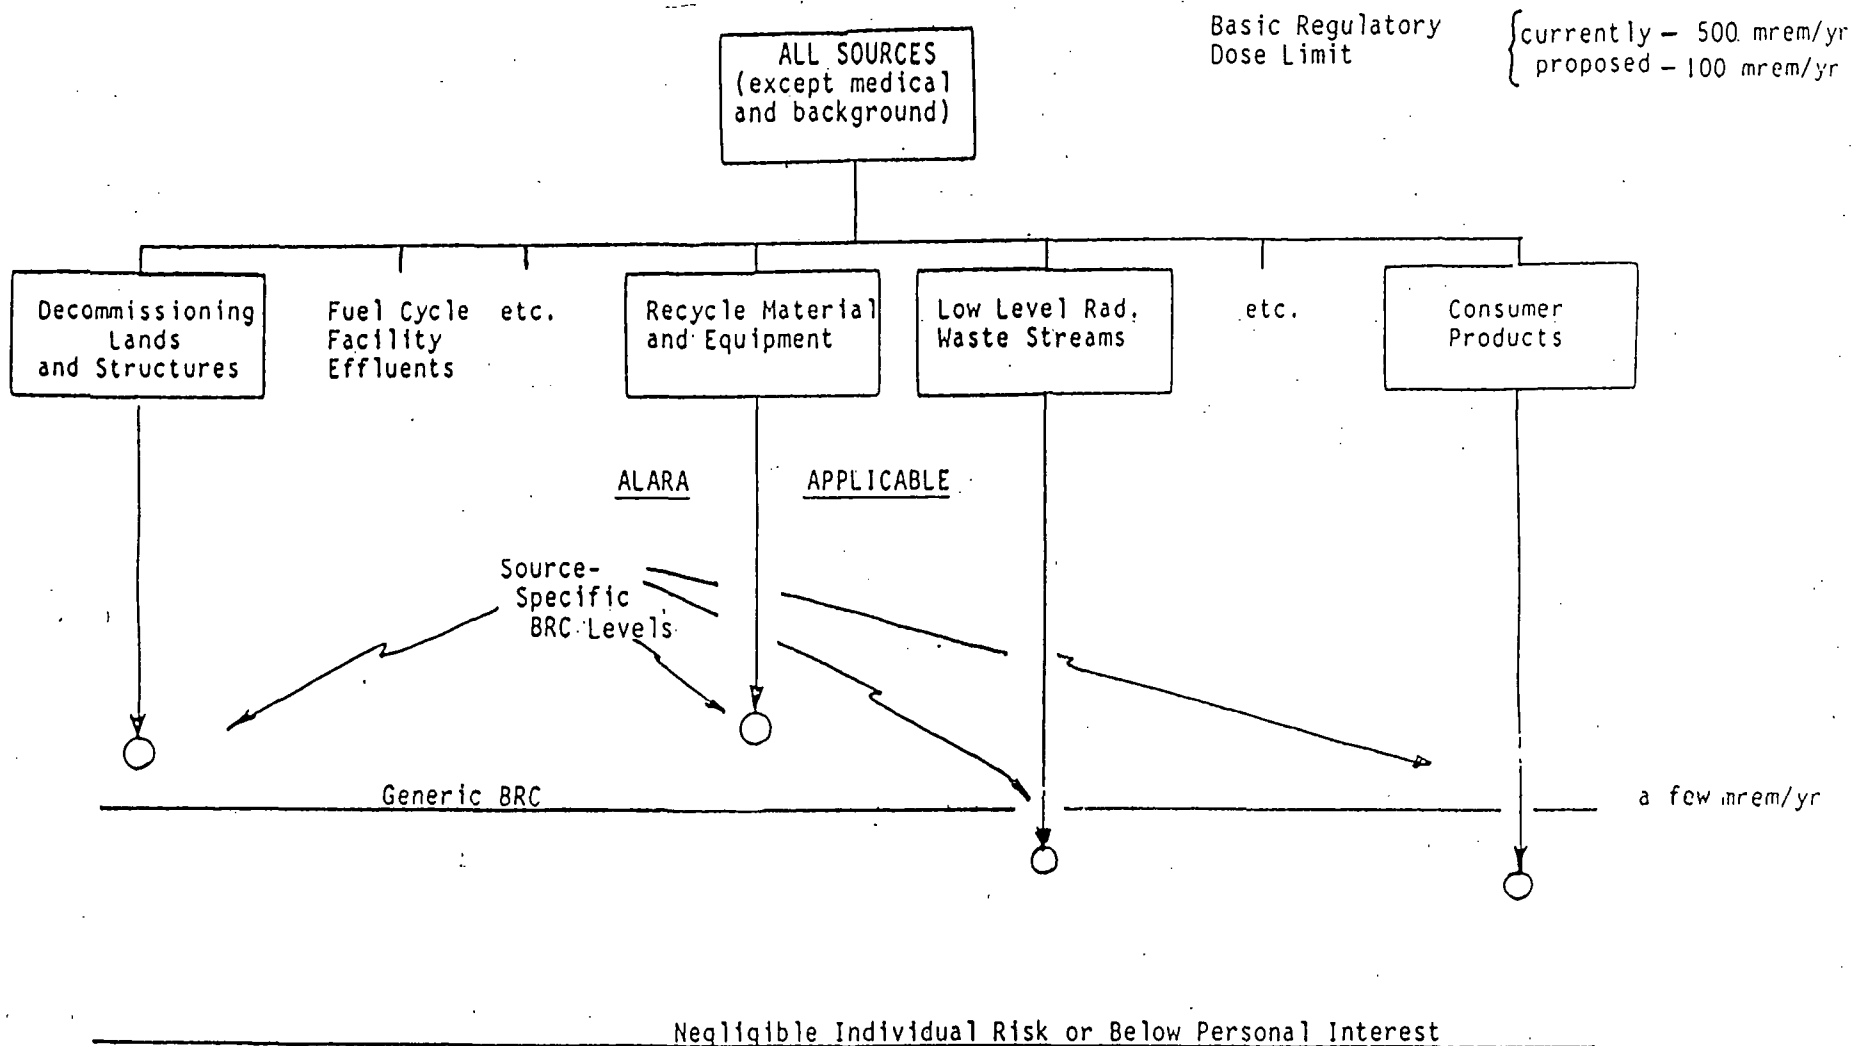 Basic Regulatory
Dose Limit
currently - 500 mrem/yr
proposed - 100 mrem/yr
ALL SOURCES
(except medical
and background)
Decommissioning
Lands
and Structures
Fuel Cycle
Facility
Effluents
etc.
Recycle Material
and Equipment
Low Level Rad.
Waste Streams
etc.
Consumer
Products
ALARA APPLICABLE
Source-
Specific
BRC Levels
Generic BRC
a few mrem/yr
Negligible Individual Risk or Below Personal Interest